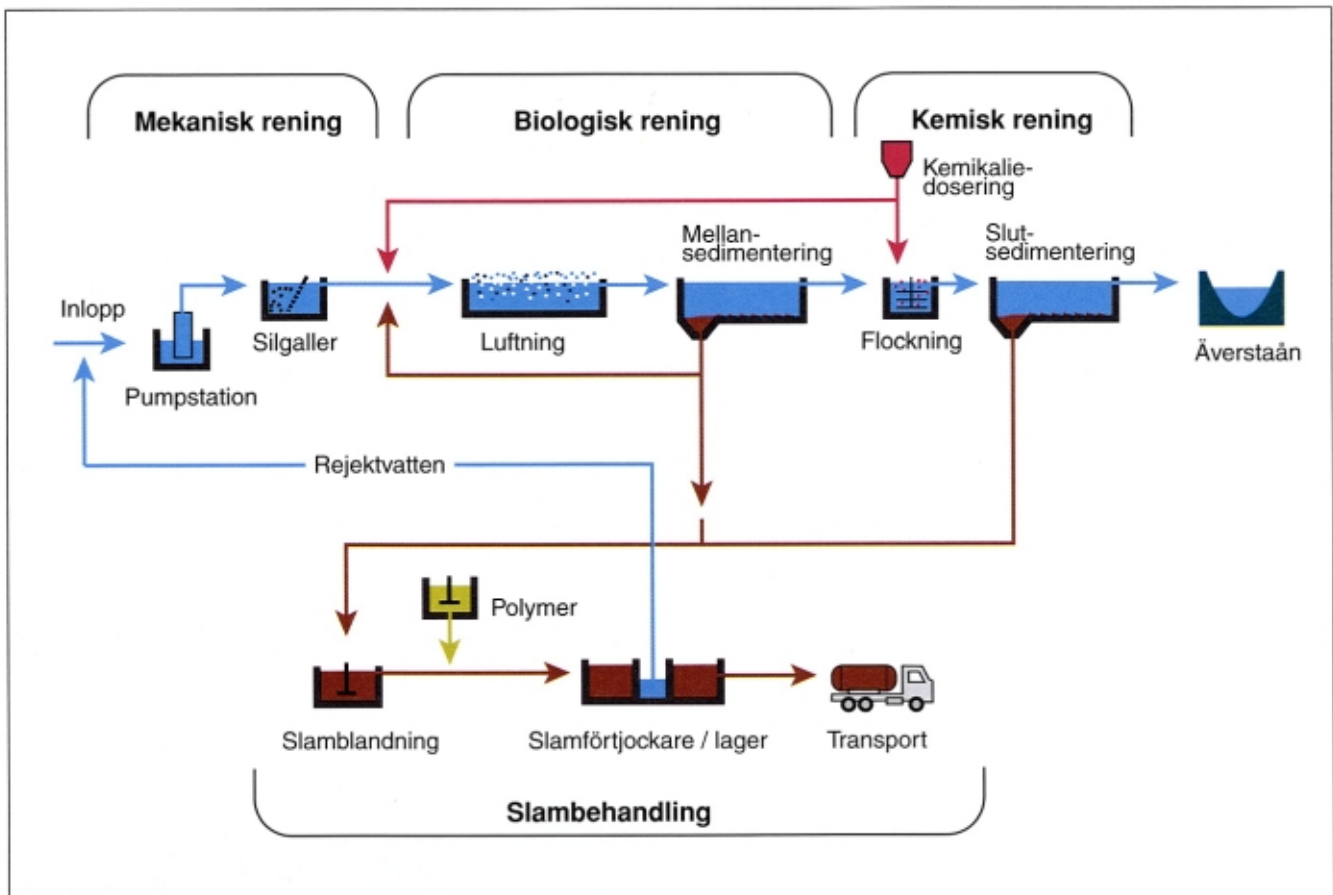 Mekanisk rening
Biologisk rening
Kemisk rening
Kemikalie-
dosering
Mellan-
sedimentering
Slut-
sedimentering
Inlopp
Silgaller
Luftning
Flockning
Äverstaån
Pumpstation
Rejektvatten
Polymer
Slamblandning
Slamförtjockare / lager
Transport
Slambehandling